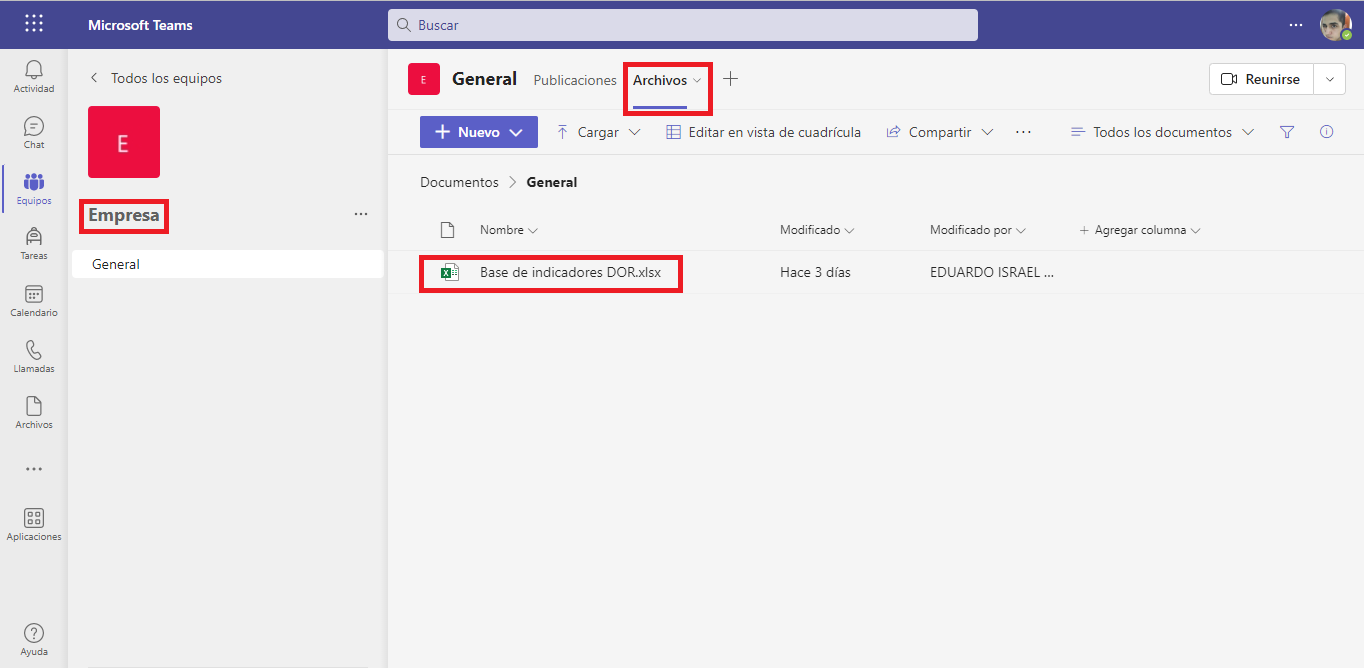 Microsoft Teams
Buscar
Actividad
Chat
Equipos
Tareas
Calendario
Llamadas
Archivos
Aplicaciones
Ayuda
Todos los equipos
E
Empresa
General
E
General Publicaciones Archivos
Reunirse
Nuevo Cargar Editar en vista de cuadrícula Compartir Todos los documentos
Documentos > General
Nombre Modificado Modificado por + Agregar columna
Base de indicadores DOR.xlsx Hace 3 días EDUARDO ISRAEL ...